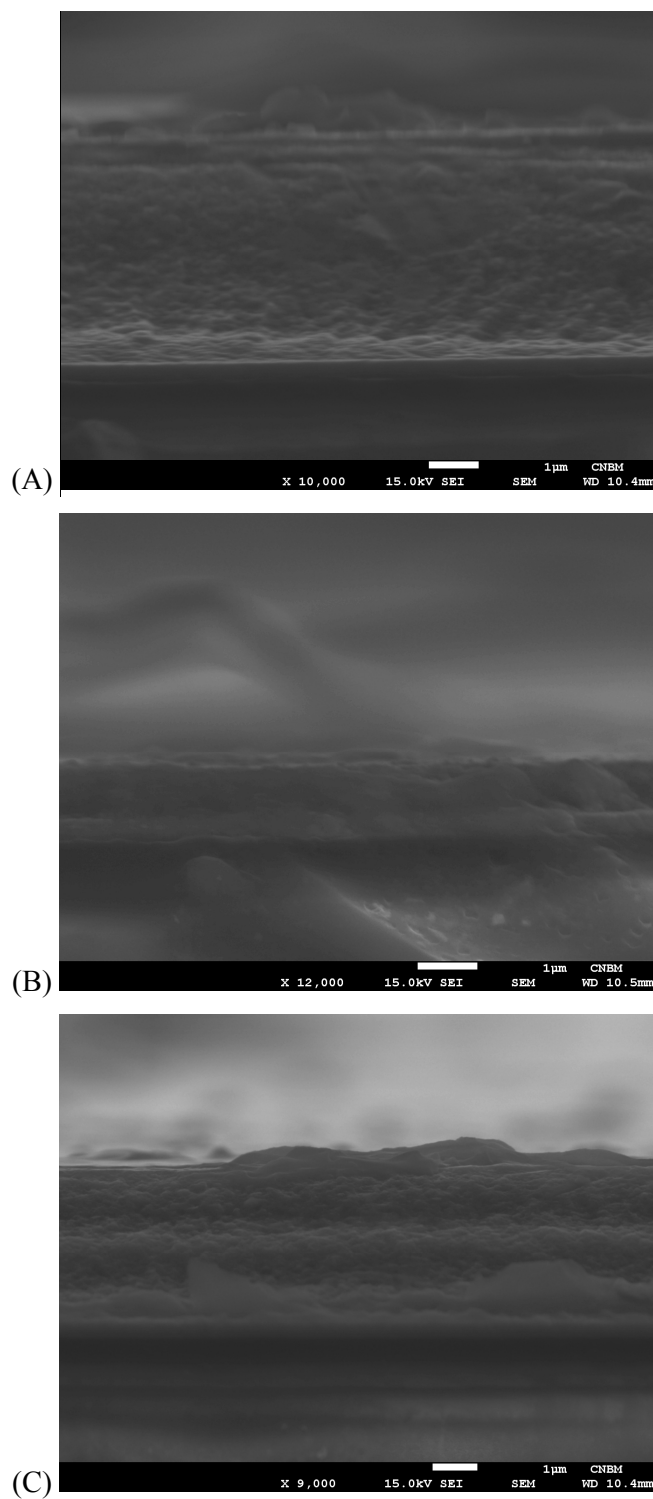 1µm CNBM
(A) X 10,000 15.0kV SEI SEM WD 10.4mm
1µm CNBM
(B) X 12,000 15.0kV SEI SEM WD 10.5mm
1µm CNBM
(C) X 9,000 15.0kV SEI SEM WD 10.4mm